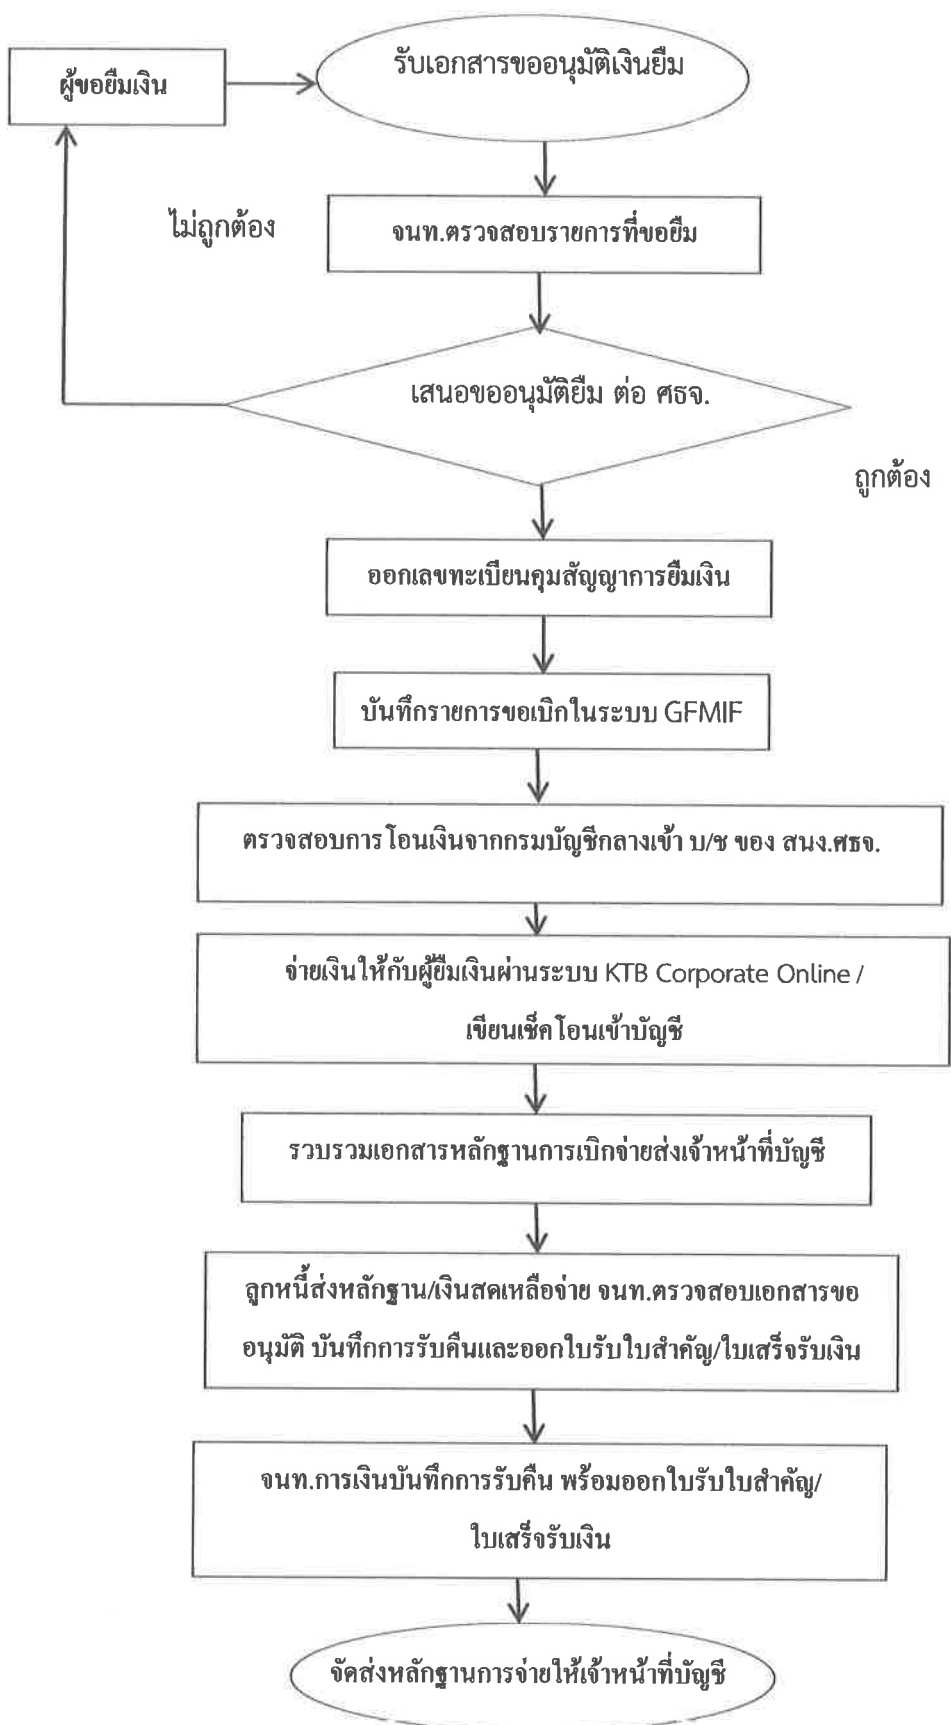 รับเอกสารขออนุมัติเงินยืม
ผู้ขอยืมเงิน
ไม่ถูกต้อง
จนท.ตรวจสอบรายการที่ขอยืม
เสนอขออนุมัติยืม ต่อ ศธจ.
ถูกต้อง
ออกเลขทะเบียนคุมสัญญาการยืมเงิน
บันทึกรายการขอเบิกในระบบ GFMIF
ตรวจสอบการโอนเงินจากกรมบัญชีกลางเข้า บ/ช ของ สนง.ศธจ.
จ่ายเงินให้กับผู้ยืมเงินผ่านระบบ KTB Corporate Online /
เขียนเช็คโอนเข้าบัญชี
รวบรวมเอกสารหลักฐานการเบิกจ่ายส่งเจ้าหน้าที่บัญชี
ลูกหนี้ส่งหลักฐาน/เงินสดเหลือจ่าย จนท.ตรวจสอบเอกสารขอ
อนุมัติ บันทึกการรับคืนและออกใบรับใบสำคัญ/ใบเสร็จรับเงิน
จนท.การเงินบันทึกการรับคืน พร้อมออกใบรับใบสำคัญ/
ใบเสร็จรับเงิน
จัดส่งหลักฐานการจ่ายให้เจ้าหน้าที่บัญชี